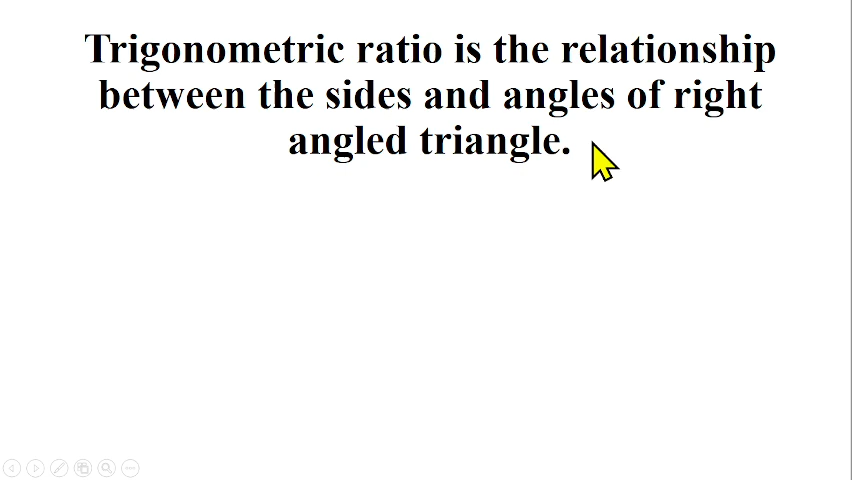 Trigonometric ratio is the relationship
between the sides and angles of right
angled triangle.